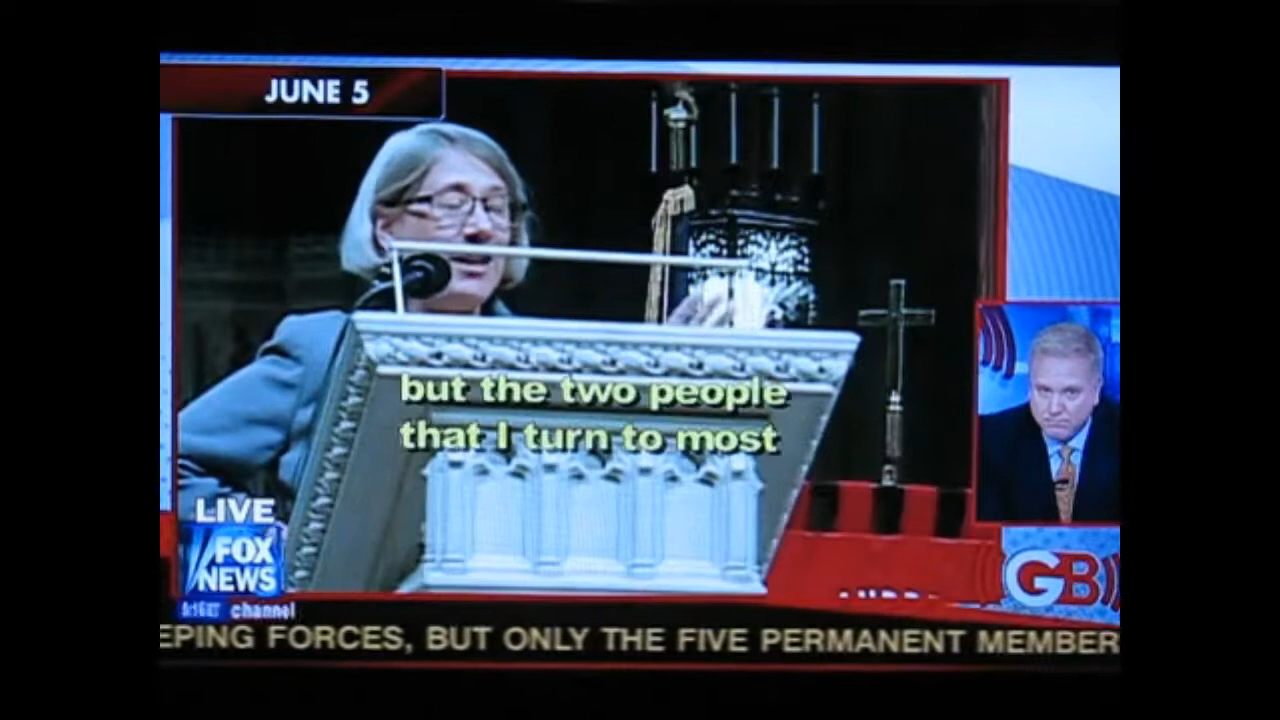 JUNE 5
but the two people
that I turn to most
LIVE
FOX
NEWS
channel
GB
EPING FORCES, BUT ONLY THE FIVE PERMANENT MEMBER